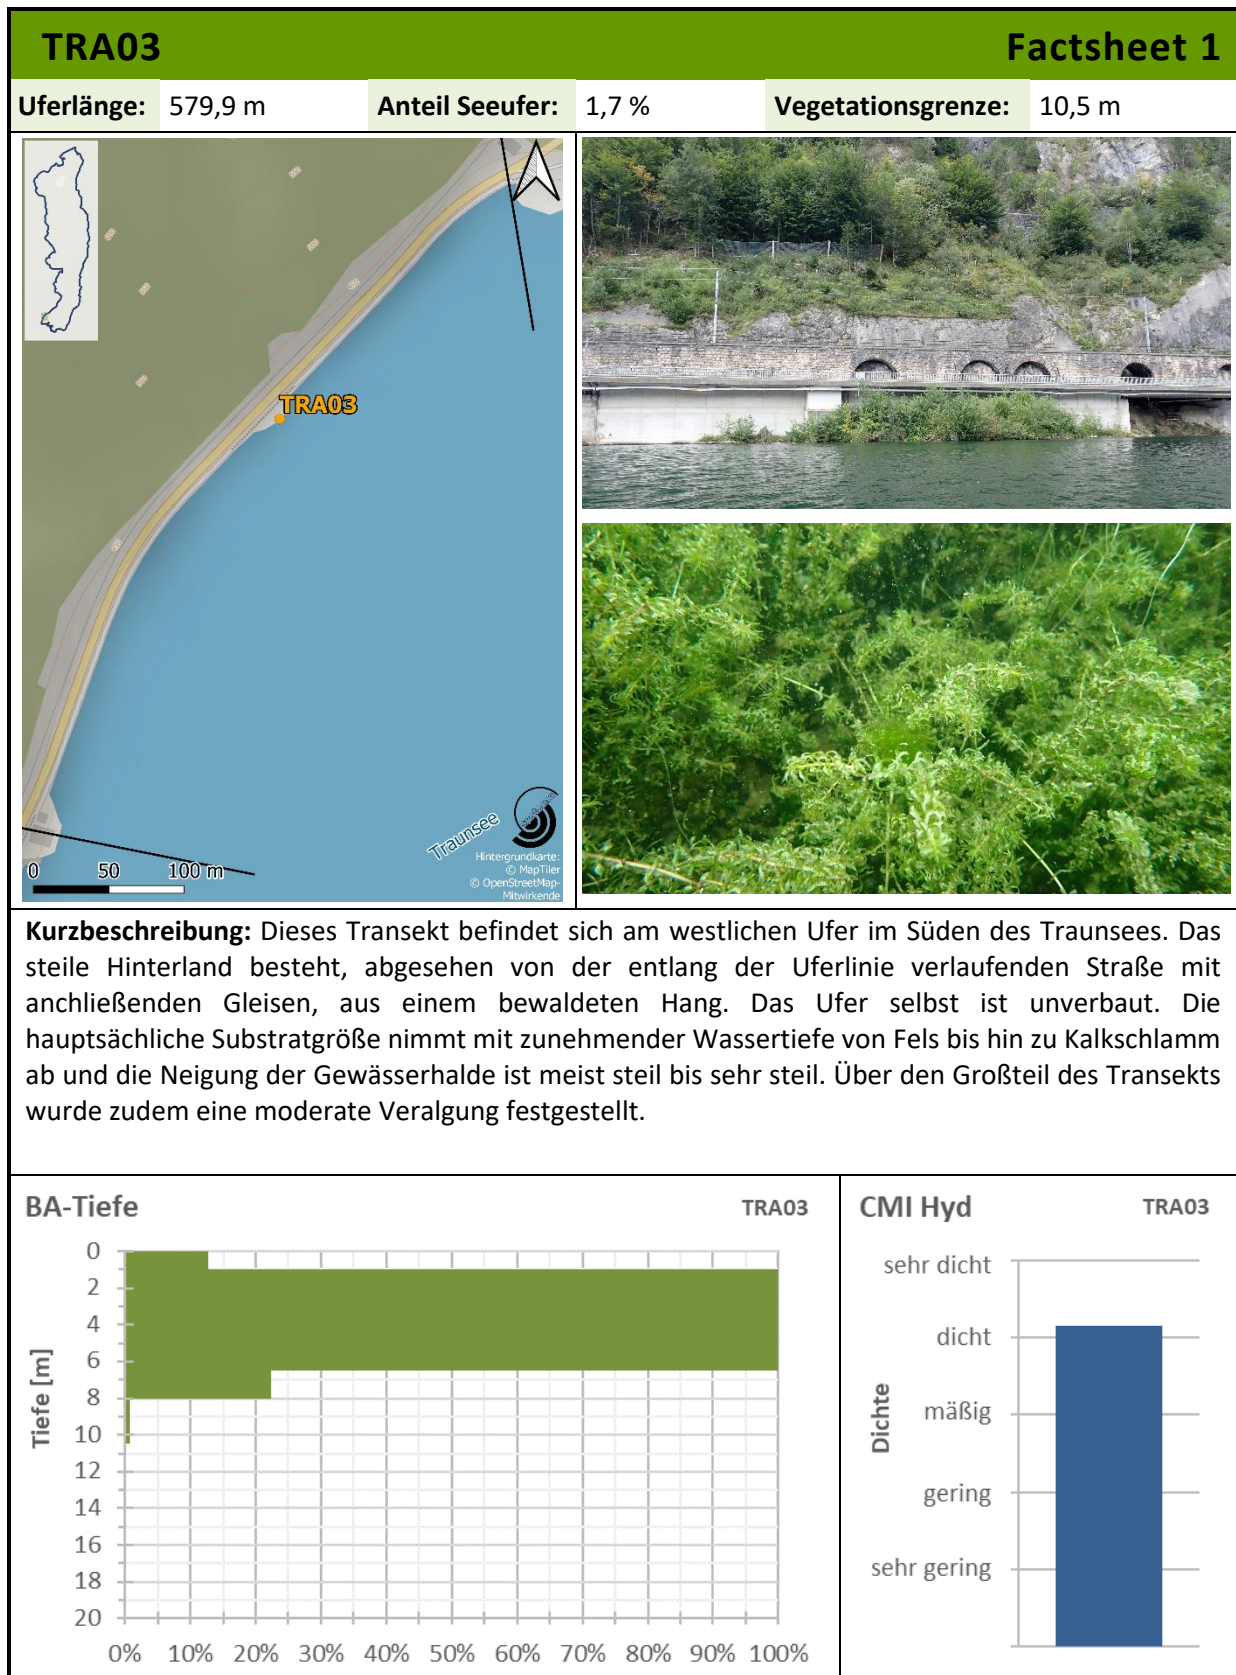 TRA03 Factsheet 1
Uferlänge: 579,9 m Anteil Seeufer: 1,7 % Vegetationsgrenze: 10,5 m
TRA03
Traunsee
Hintergrundkarte:
© MapTiler
© OpenStreetMap-
Mitwirkende
0 50 100 m
Kurzbeschreibung: Dieses Transekt befindet sich am westlichen Ufer im Süden des Traunsees. Das
steile Hinterland besteht, abgesehen von der entlang der Uferlinie verlaufenden Straße mit
anchließenden Gleisen, aus einem bewaldeten Hang. Das Ufer selbst ist unverbaut. Die
hauptsächliche Substratgröße nimmt mit zunehmender Wassertiefe von Fels bis hin zu Kalkschlamm
ab und die Neigung der Gewässerhalde ist meist steil bis sehr steil. Über den Großteil des Transekts
wurde zudem eine moderate Veralgung festgestellt.
BA-Tiefe TRA03
Tiefe [m]
0
2
4
6
8
10
12
14
16
18
20
0% 10% 20% 30% 40% 50% 60% 70% 80% 90% 100%
CMI Hyd TRA03
Dichte
sehr dicht
dicht
mäßig
gering
sehr gering